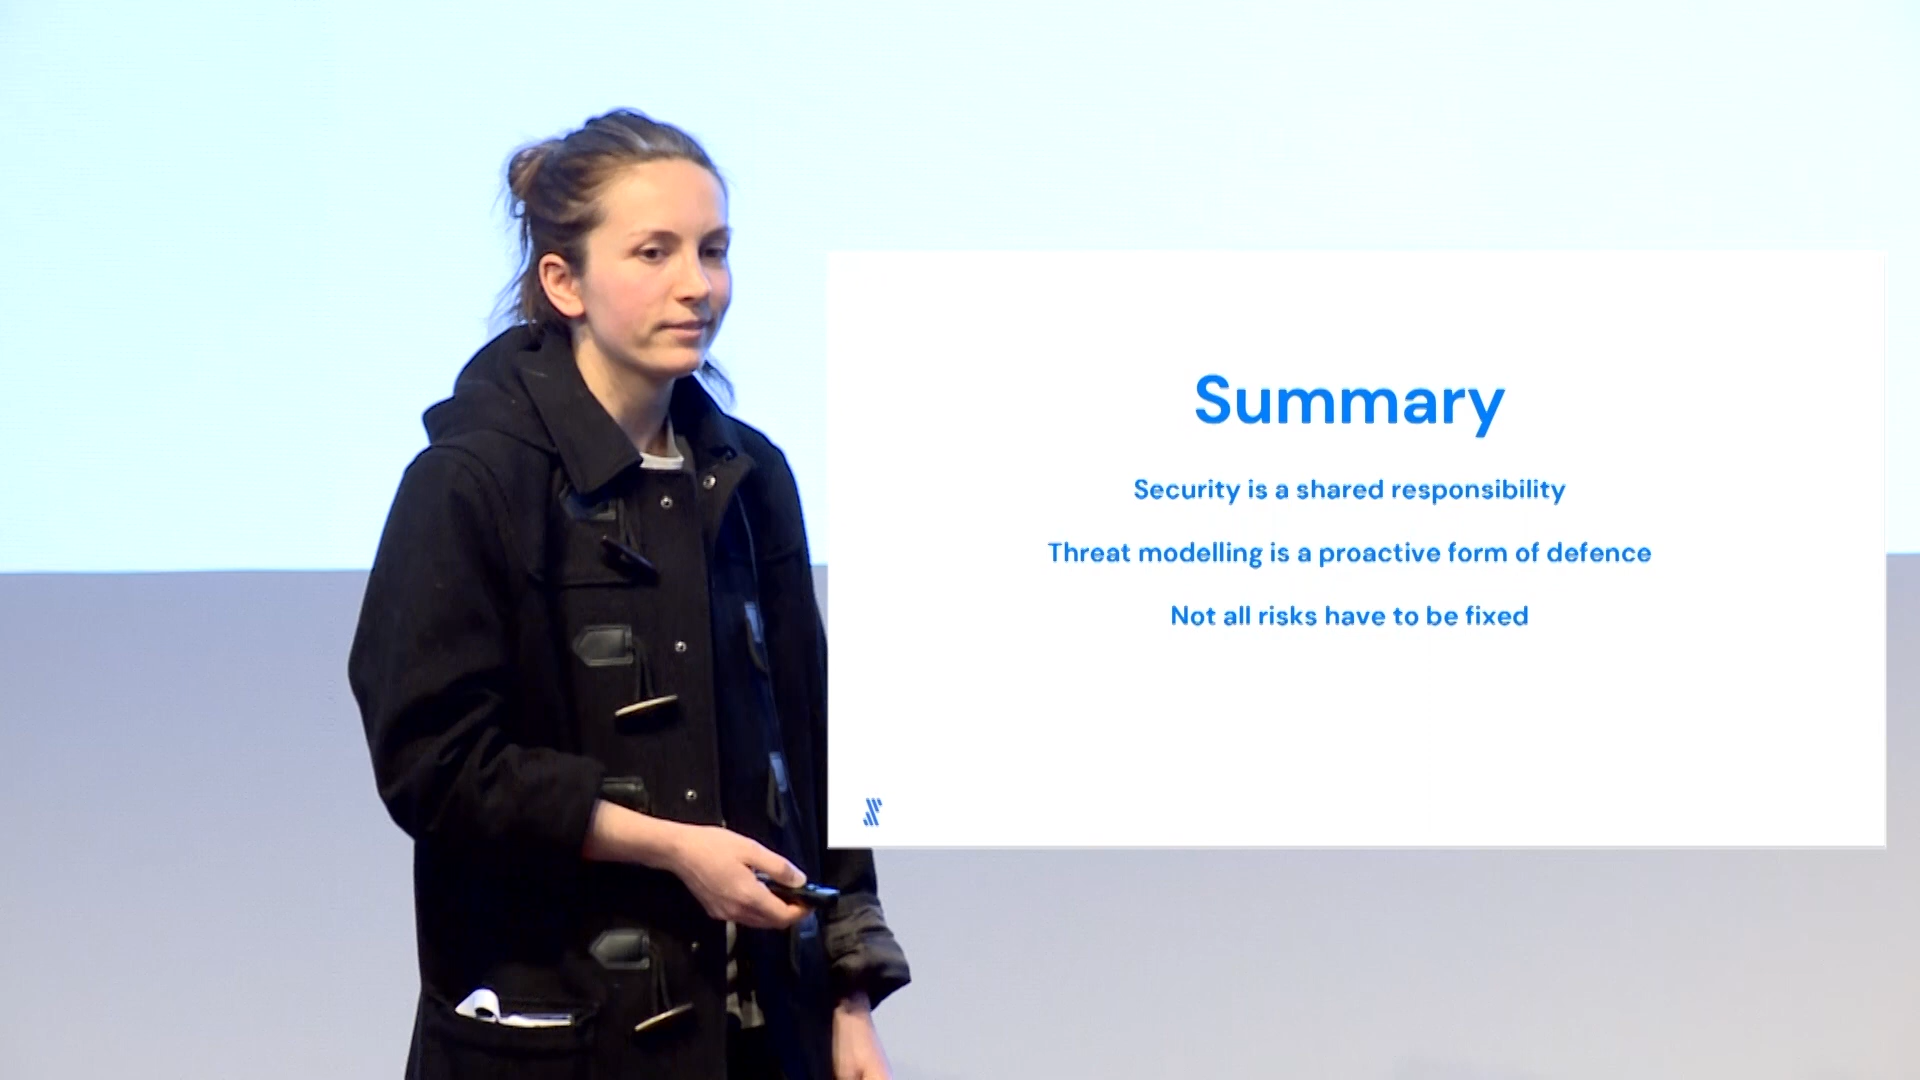 Summary
Security is a shared responsibility
Threat modelling is a proactive form of defence
Not all risks have to be fixed